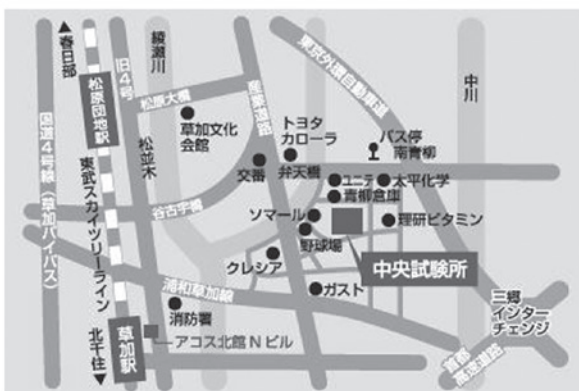 ▲春日部
国道4号線(草加バイパス)
東武スカイツリーライン
北千住▼
松原団地駅
草加駅
旧4号
松並木
綾瀬川
松原大橋
草加文化
会館
谷古宇橋
産業道路
交番
トヨタ
カローラ
弁天橋
東京外環自動車道
バス停
南青柳
中川
ユニテ
太平化学
青柳倉庫
ソマール
野球場
理研ビタミン
クレシア
中央試験所
浦和草加線
ガスト
消防署
アコス北館Nビル
三郷
インター
チェンジ
首都
高速道路